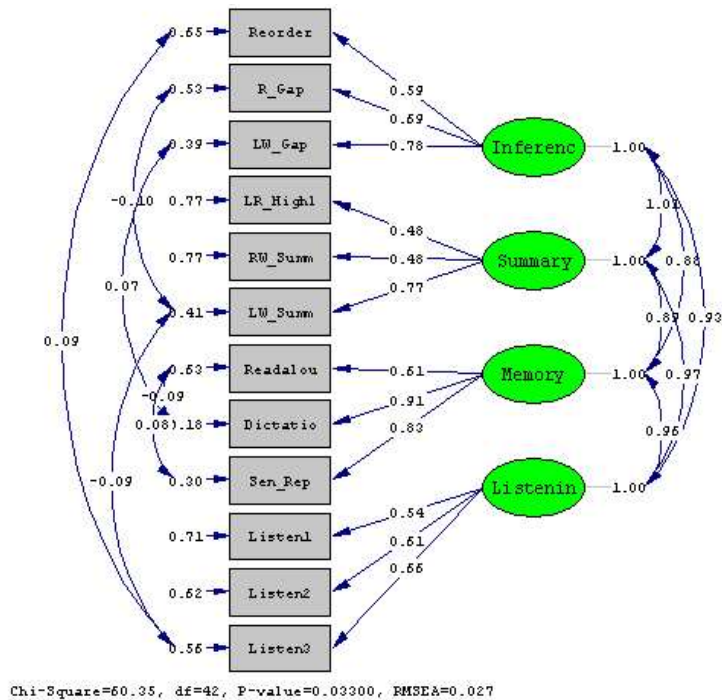 0.65 Reorder
0.53 R_Gap
0.59
0.69
0.39 LW_Gap 0.78 Inferenc 1.00
0.77 LR_Highl
-0.10
1.01
0.48
0.77 RW_Summ 0.48 Summary 1.00 0.88
0.07
0.77
0.41 LW_Summ 0.89 0.93
0.09
0.63 Readalou 0.61 Memory 1.00 0.97
-0.09
0.91
0.08 0.18 Dictatio
0.83 0.96
-0.09 0.30 Sen_Rep Listenin 1.00
0.54
0.71 Listen1
0.61
0.62 Listen2
0.66
0.56 Listen3
Chi-Square=60.35, df=42, P-value=0.03300, RMSEA=0.027